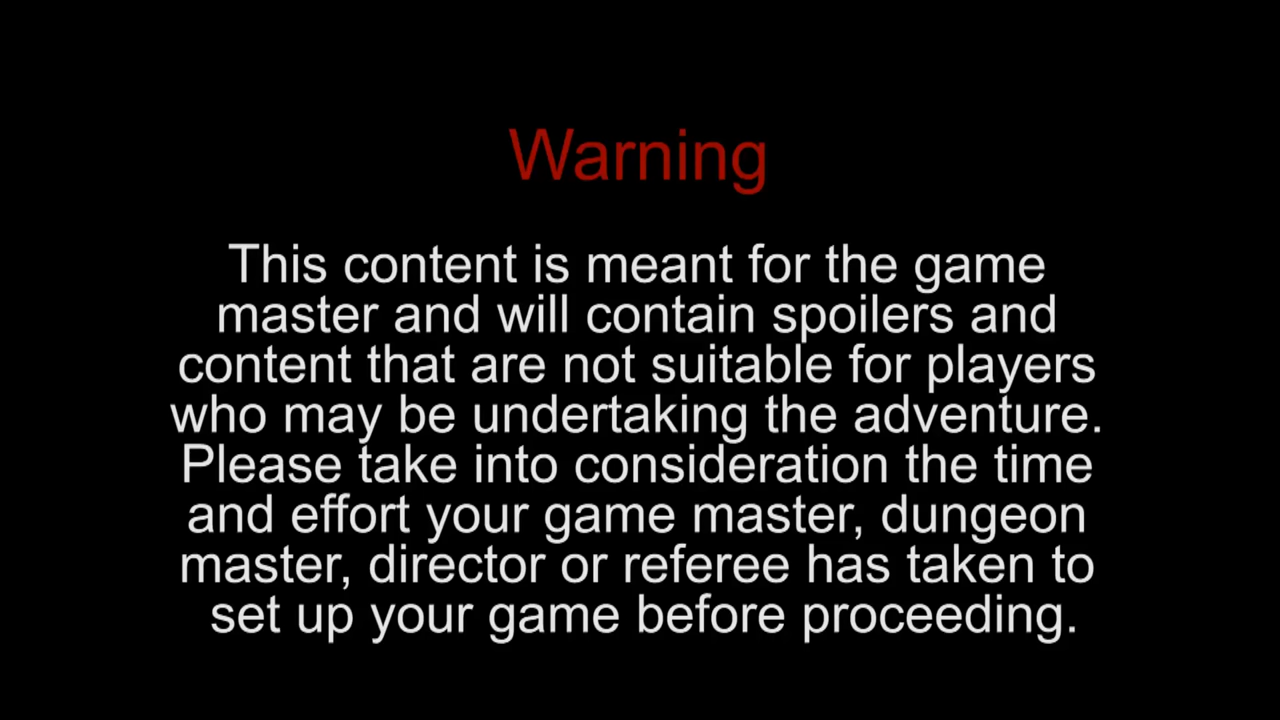 Warning
This content is meant for the game
master and will contain spoilers and
content that are not suitable for players
who may be undertaking the adventure.
Please take into consideration the time
and effort your game master, dungeon
master, director or referee has taken to
set up your game before proceeding.